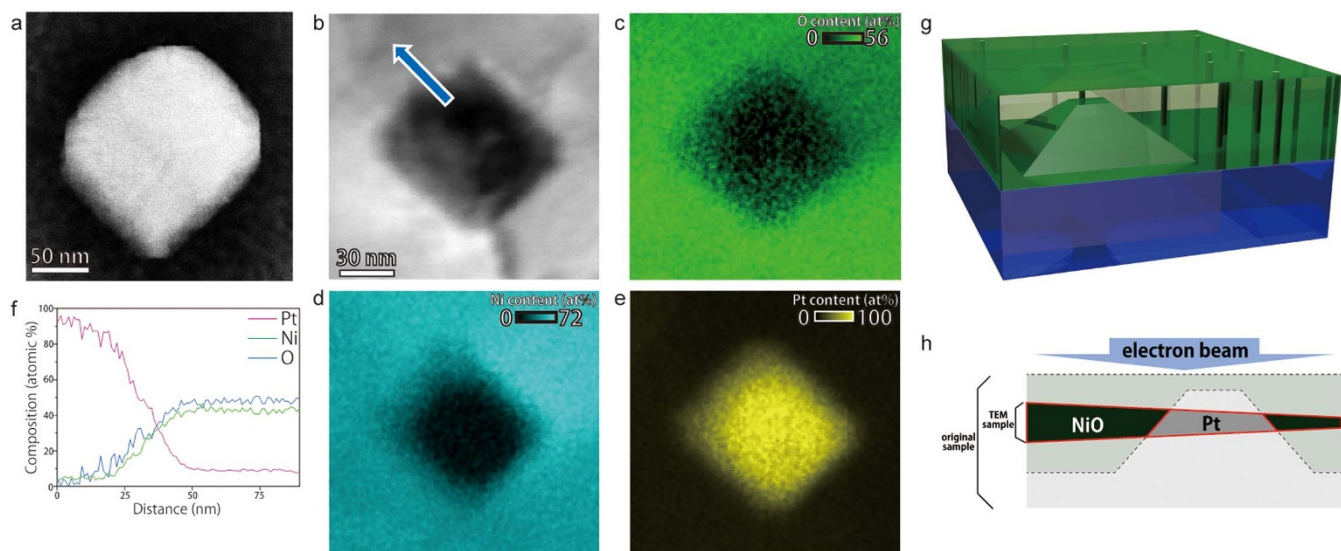 a
50 nm
b
30 nm
c
O content (at%)
0 56
d
Ni content (at%)
0 72
e
Pt content (at%)
0 100
f
100
80
60
40
20
0
Composition (atomic %)
Pt
Ni
O
0 25 50 75
Distance (nm)
g
h
electron beam
original
sample
TEM
sample
NiO
Pt